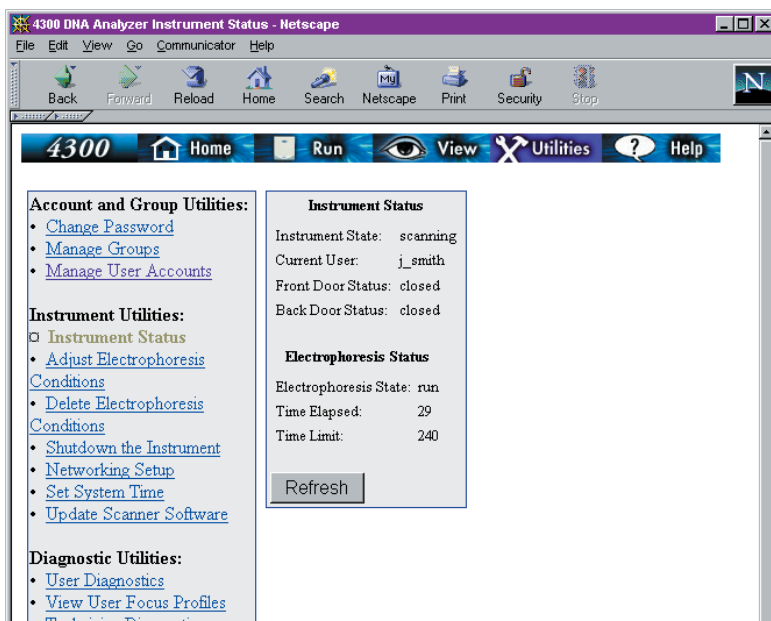 4300 DNA Analyzer Instrument Status - Netscape
File Edit View Go Communicator Help
Back Forward Reload Home Search Netscape Print Security Stop
My
N
4300 Home Run View Utilities ? Help
Account and Group Utilities:
• Change Password
• Manage Groups
• Manage User Accounts
Instrument Utilities:
Instrument Status
• Adjust Electrophoresis
Conditions
• Delete Electrophoresis
Conditions
• Shutdown the Instrument
• Networking Setup
• Set System Time
• Update Scanner Software
Diagnostic Utilities:
• User Diagnostics
• View User Focus Profiles
Instrument Status
Instrument State: scanning
Current User: j_smith
Front Door Status: closed
Back Door Status: closed
Electrophoresis Status
Electrophoresis State: run
Time Elapsed: 29
Time Limit: 240
Refresh